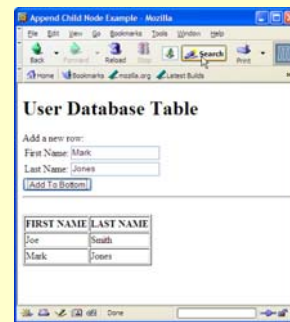 Append Child Node Example - Mozilla
File Edit View Go Bookmarks Tools Window Help
Back Forward Reload Stop Search Print
Home Bookmarks mozilla.org Latest Builds
User Database Table
Add a new row:
First Name: Mark
Last Name: Jones
Add To Bottom
FIRST NAME LAST NAME
Joe Smith
Mark Jones
Done